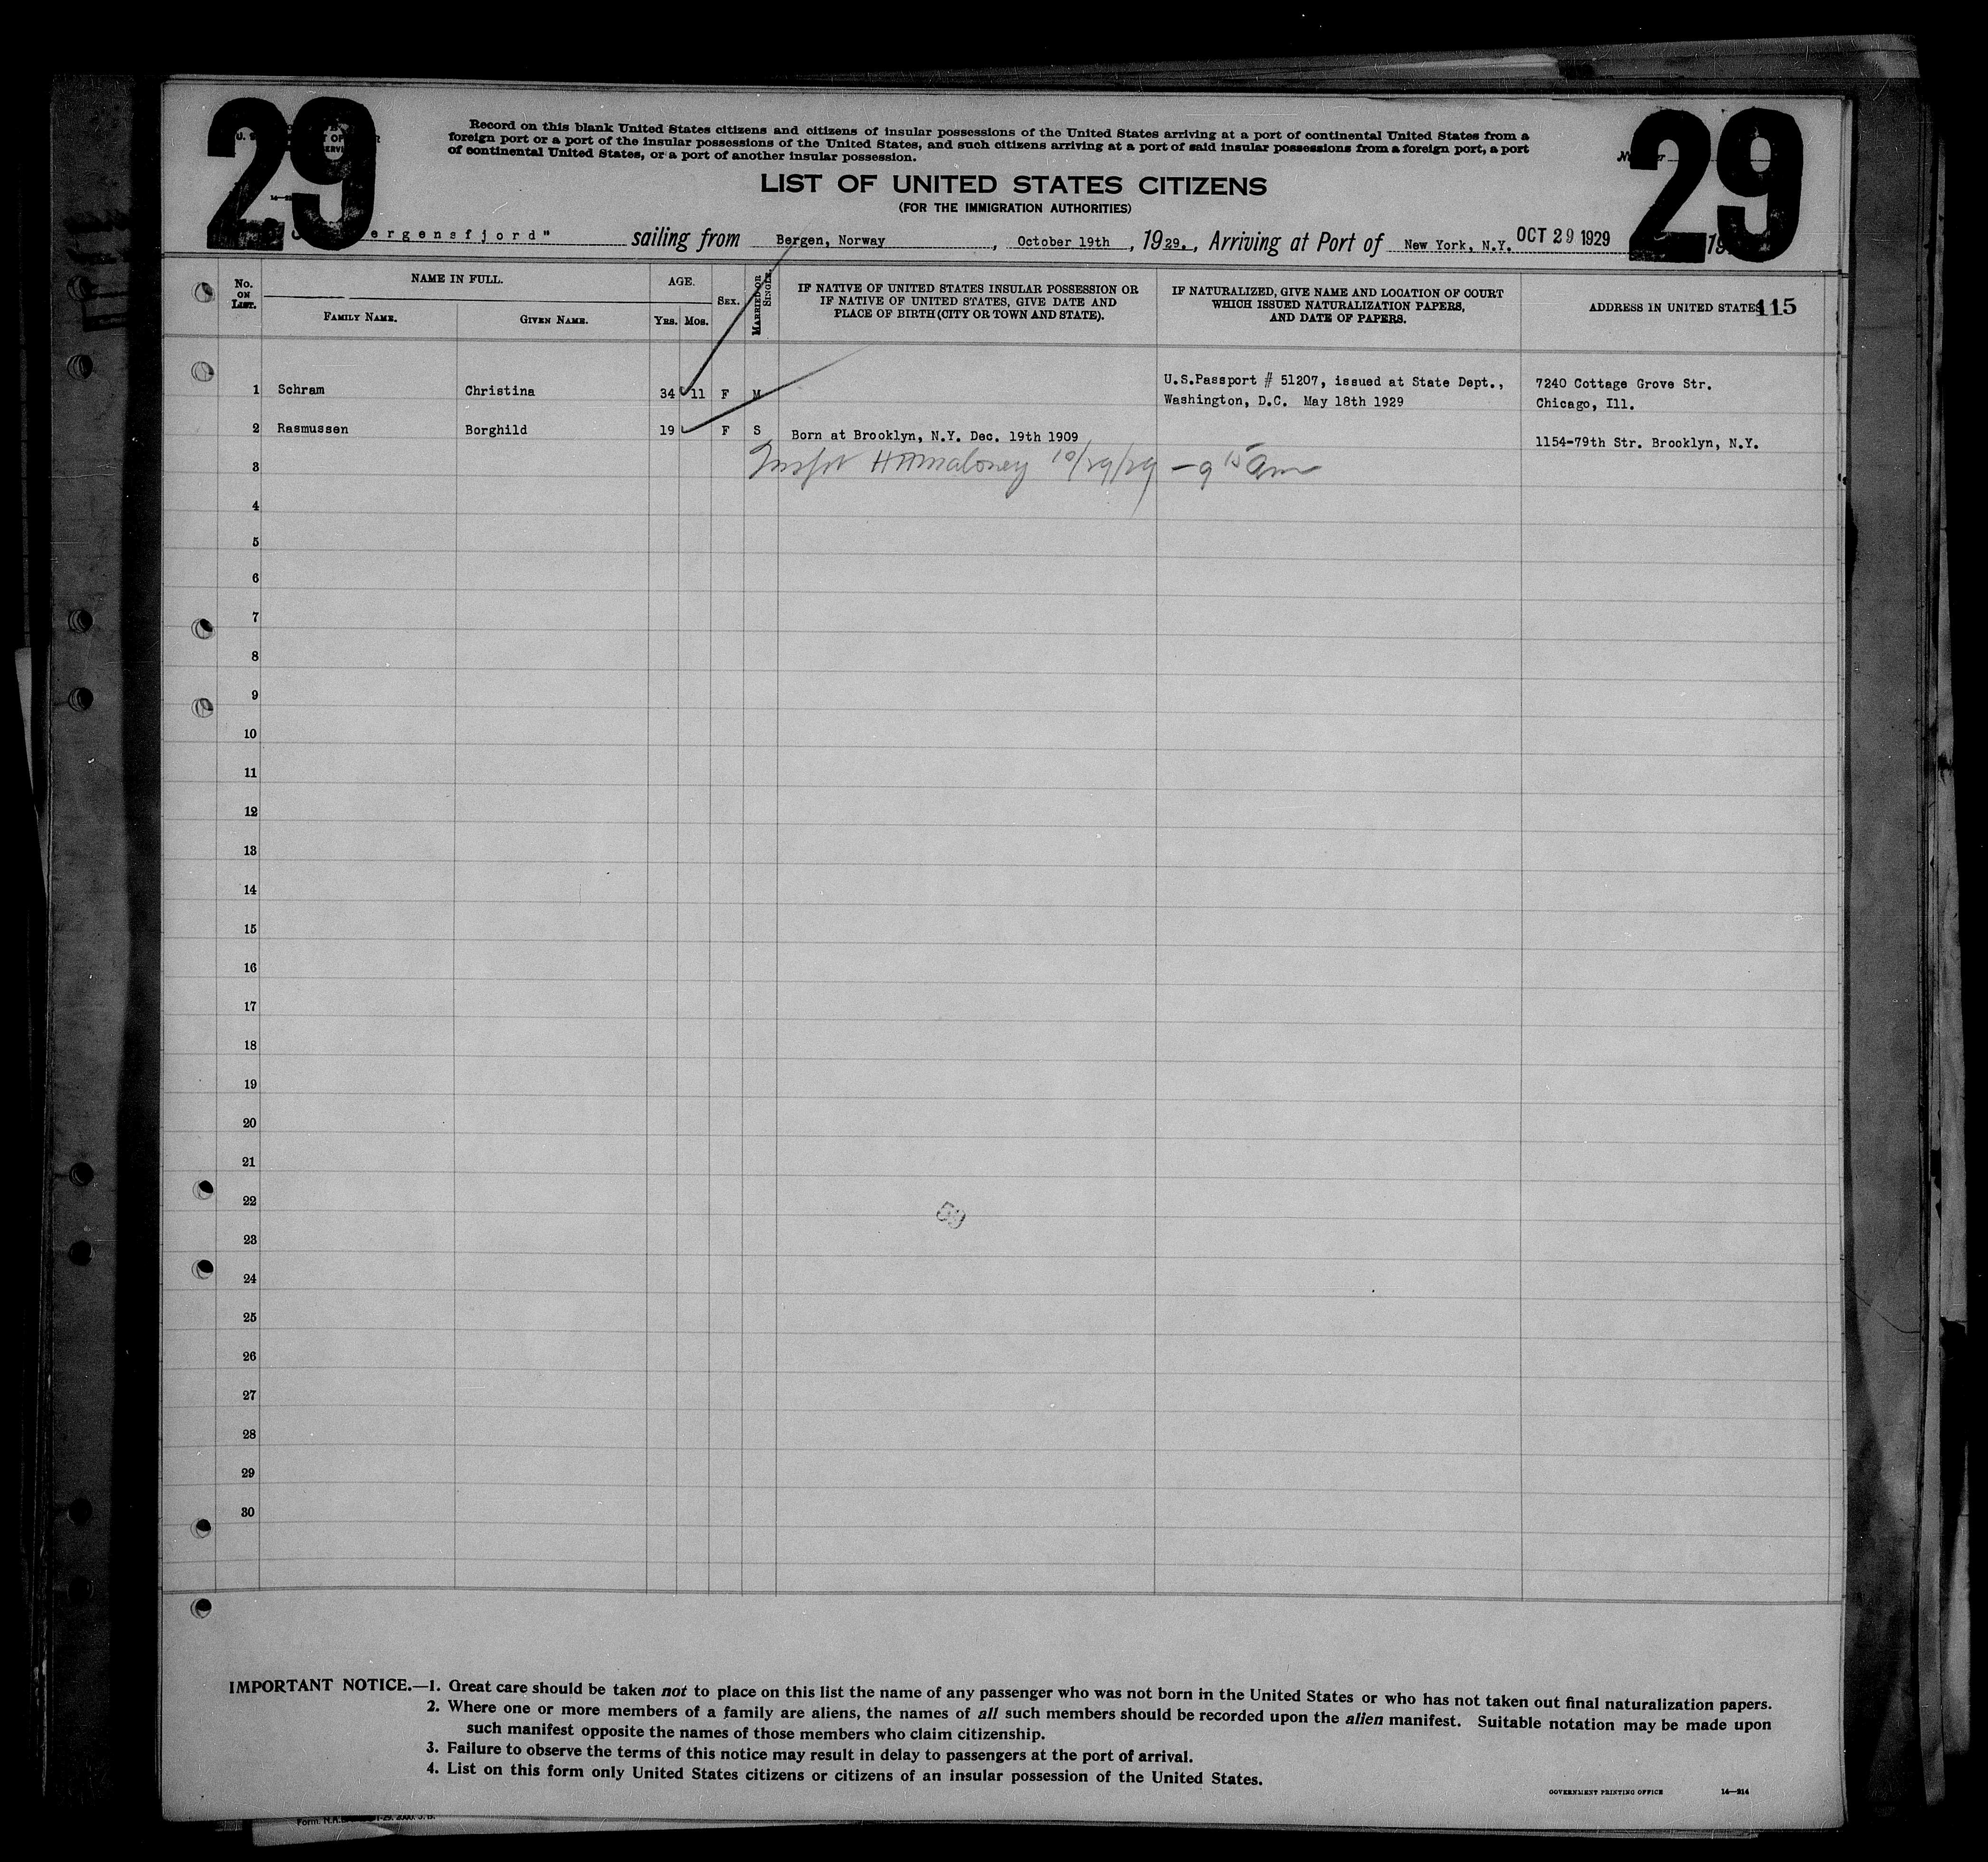 29
29
Record on this blank United States citizens and citizens of insular possessions of the United States arriving at a port of continental United States from a
foreign port or a port of the insular possessions of the United States, and such citizens arriving at a port of said insular possessions from a foreign port, a port
of continental United States, or a port of another insular possession.
LIST OF UNITED STATES CITIZENS
(FOR THE IMMIGRATION AUTHORITIES)
ergensfjord" sailing from Bergen, Norway, October 19th, 1929., Arriving at Port of New York, N.Y. OCT 29 1929 19
No. ON LIST. NAME IN FULL. AGE. SEX. MARRIED OR SINGLE. IF NATIVE OF UNITED STATES INSULAR POSSESSION OR IF NATIVE OF UNITED STATES, GIVE DATE AND PLACE OF BIRTH (CITY OR TOWN AND STATE). IF NATURALIZED, GIVE NAME AND LOCATION OF COURT WHICH ISSUED NATURALIZATION PAPERS, AND DATE OF PAPERS. ADDRESS IN UNITED STATES 115
FAMILY NAME. GIVEN NAME. YRS. MOS.
1 Schram Christina 34 11 F M U.S.Passport # 51207, issued at State Dept., 7240 Cottage Grove Str.
Washington, D.C. May 18th 1929 Chicago, Ill.
2 Rasmussen Borghild 19 F S Born at Brooklyn, N.Y. Dec. 19th 1909 1154-79th Str. Brooklyn, N.Y.
3 Maloney 10/29/29 - 9 15 am
4
5
6
7
8
9
10
11
12
13
14
15
16
17
18
19
20
21
22
23
24
25
26
27
28
29
30
IMPORTANT NOTICE.—1. Great care should be taken not to place on this list the name of any passenger who was not born in the United States or who has not taken out final naturalization papers.
2. Where one or more members of a family are aliens, the names of all such members should be recorded upon the alien manifest. Suitable notation may be made upon
such manifest opposite the names of those members who claim citizenship.
3. Failure to observe the terms of this notice may result in delay to passengers at the port of arrival.
4. List on this form only United States citizens or citizens of an insular possession of the United States.
GOVERNMENT PRINTING OFFICE 14—214